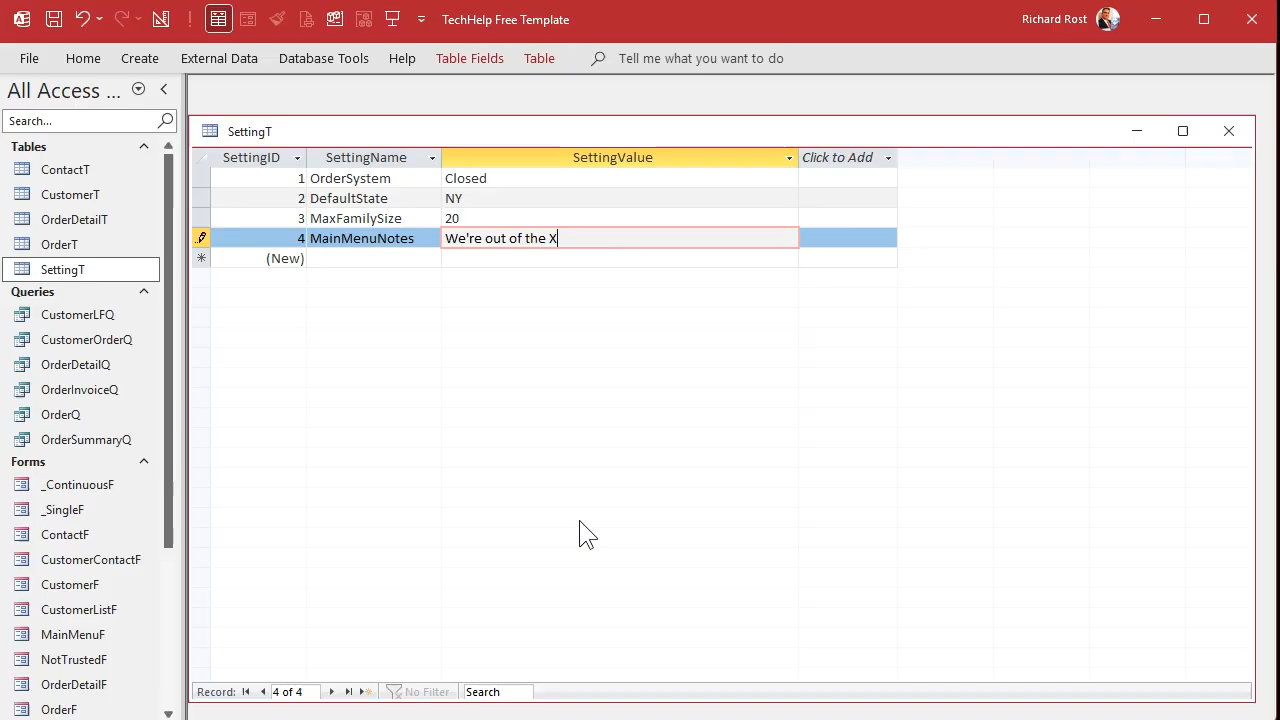 TechHelp Free Template
Richard Rost
File Home Create External Data Database Tools Help Table Fields Table Tell me what you want to do
All Access ...
Search...
Tables
ContactT
CustomerT
OrderDetailT
OrderT
SettingT
Queries
CustomerLFQ
CustomerOrderQ
OrderDetailQ
OrderInvoiceQ
OrderQ
OrderSummaryQ
Forms
_ContinuousF
_SingleF
ContactF
CustomerContactF
CustomerF
CustomerListF
MainMenuF
NotTrustedF
OrderDetailF
OrderF
SettingT
SettingID SettingName SettingValue Click to Add
1 OrderSystem Closed
2 DefaultState NY
3 MaxFamilySize 20
4 MainMenuNotes We're out of the X
(New)
Record: 4 of 4 No Filter Search